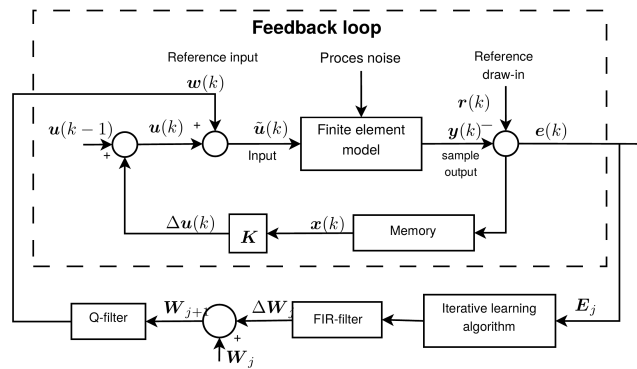 Feedback loop
Reference input
Proces noise
Reference
draw-in
w(k)
r(k)
u(k−1)
+
u(k)
+
ũ(k)
Input
Finite element
model
y(k)
−
sample
output
e(k)
Δu(k)
K
x(k)
Memory
Q-filter
W_{j+1}
+
W_j
ΔW_j
FIR-filter
Iterative learning
algorithm
E_j